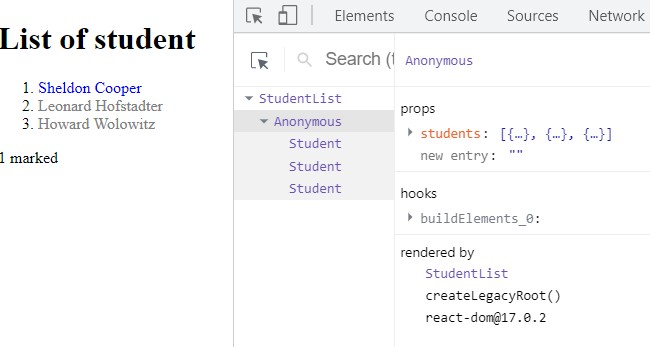 List of student
1. Sheldon Cooper
2. Leonard Hofstadter
3. Howard Wolowitz
1 marked
Elements Console Sources Network
Search (t
StudentList
Anonymous
Student
Student
Student
Anonymous
props
students: [{…}, {…}, {…}]
new entry: ""
hooks
buildElements_0:
rendered by
StudentList
createLegacyRoot()
react-dom@17.0.2